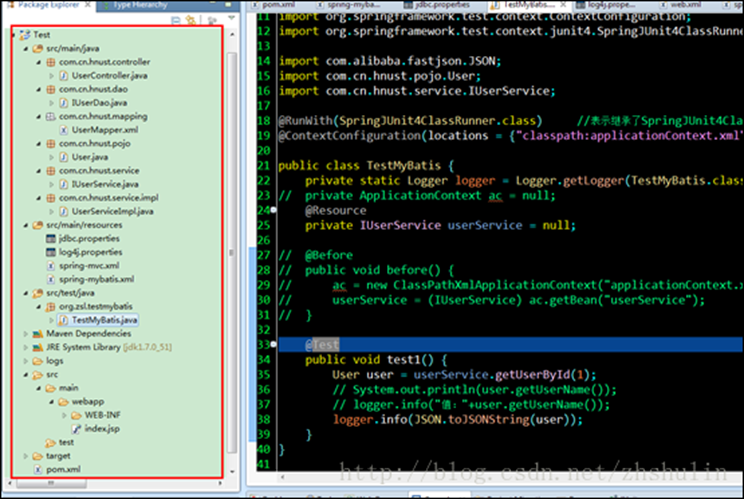 Package Explorer
Type Hierarchy
Test
src/main/java
com.cn.hnust.controller
UserController.java
com.cn.hnust.dao
IUserDao.java
com.cn.hnust.mapping
UserMapper.xml
com.cn.hnust.pojo
User.java
com.cn.hnust.service
IUserService.java
com.cn.hnust.service.impl
UserServiceImpl.java
src/main/resources
jdbc.properties
log4j.properties
spring-mvc.xml
spring-mybatis.xml
src/test/java
org.zsl.testmybatis
TestMyBatis.java
Maven Dependencies
JRE System Library [jdk1.7.0_51]
logs
src
main
webapp
WEB-INF
index.jsp
test
target
pom.xml
pom.xml
spring-myba...
jdbc.properties
TestMyBatis....
log4j.prope...
web.xml
11 import org.springframework.test.context.ContextConfiguration;
12 import org.springframework.test.context.junit4.SpringJUnit4ClassRunne
13
14 import com.alibaba.fastjson.JSON;
15 import com.cn.hnust.pojo.User;
16 import com.cn.hnust.service.IUserService;
17
18 @RunWith(SpringJUnit4ClassRunner.class) //表示继承了SpringJUnit4Clas
19 @ContextConfiguration(locations = {"classpath:applicationContext.xml"
20
21 public class TestMyBatis {
22 private static Logger logger = Logger.getLogger(TestMyBatis.class
23 // private ApplicationContext ac = null;
24 @Resource
25 private IUserService userService = null;
26
27 // @Before
28 // public void before() {
29 // ac = new ClassPathXmlApplicationContext("applicationContext.x
30 // userService = (IUserService) ac.getBean("userService");
31 // }
32
33 @Test
34 public void test1() {
35 User user = userService.getUserById(1);
36 // System.out.println(user.getUserName());
37 // logger.info("值："+user.getUserName());
38 logger.info(JSON.toJSONString(user));
39 }
40 }
41
http://blog.csdn.net/zhshulin